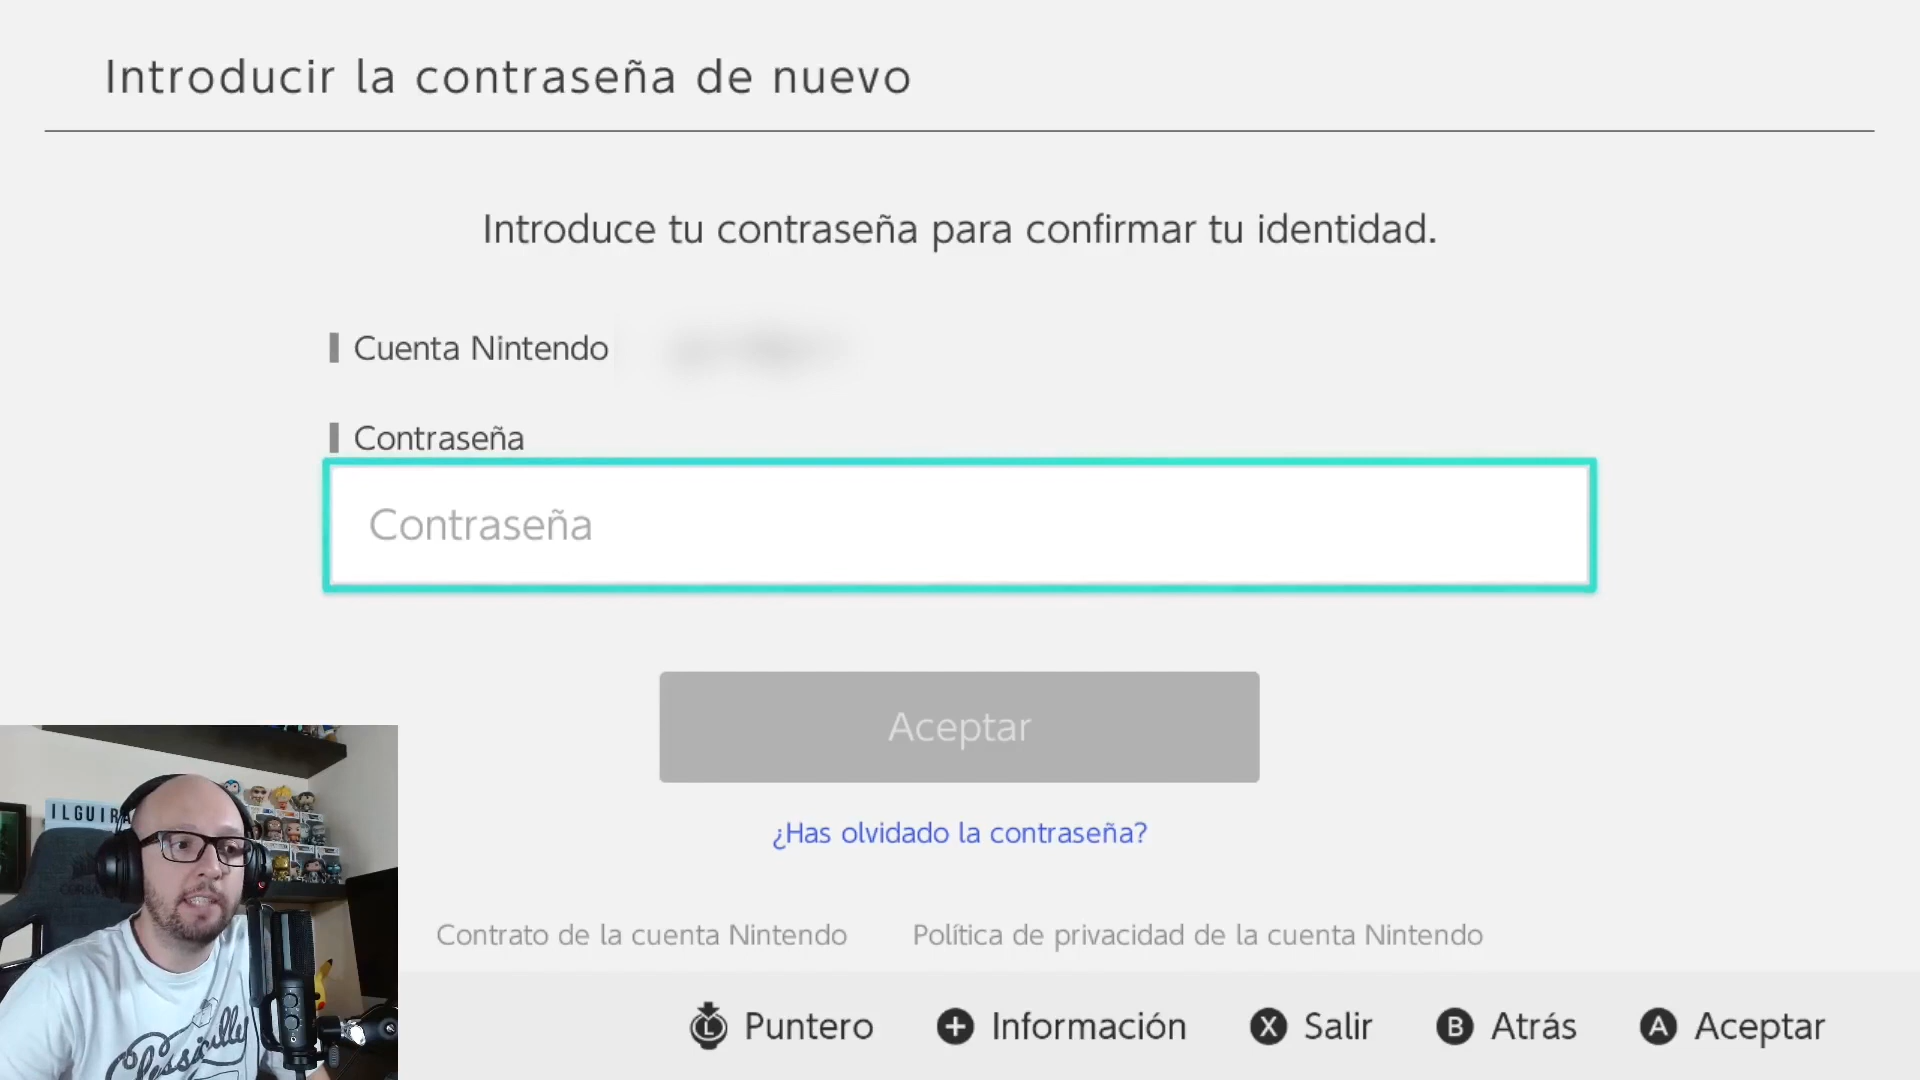 Introducir la contraseña de nuevo
Introduce tu contraseña para confirmar tu identidad.
Cuenta Nintendo
Contraseña
Contraseña
Aceptar
¿Has olvidado la contraseña?
Contrato de la cuenta Nintendo
Política de privacidad de la cuenta Nintendo
L Puntero
+ Información
X Salir
B Atrás
A Aceptar
ILGUIRA
Classically